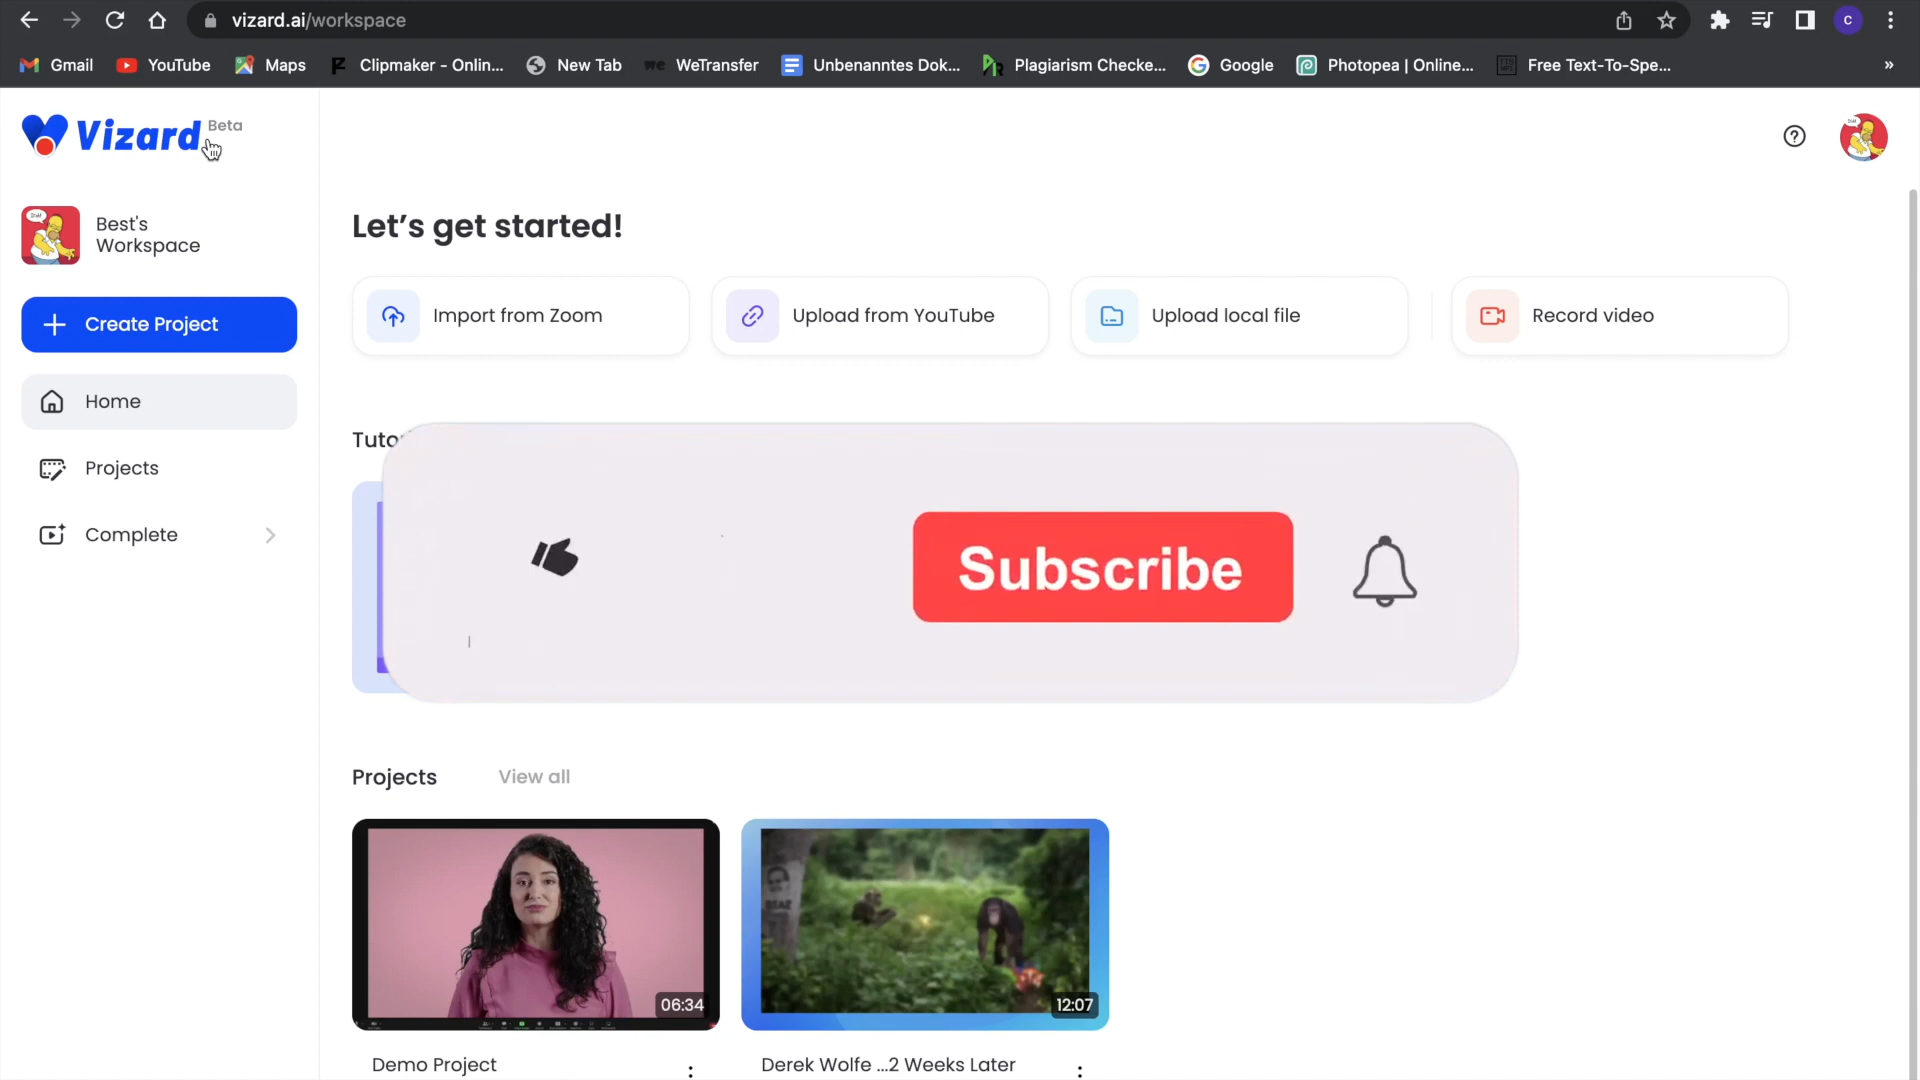 vizard.ai/workspace
C
Gmail
YouTube
Maps
Clipmaker - Onlin...
New Tab
WeTransfer
Unbenanntes Dok...
Plagiarism Checke...
Google
Photopea | Online...
Free Text-To-Spe...
»
Vizard Beta
Best's
Workspace
Create Project
Home
Projects
Complete
Let's get started!
Import from Zoom
Upload from YouTube
Upload local file
Record video
Tuto
Subscribe
Projects
View all
06:34
12:07
Demo Project
Derek Wolfe ...2 Weeks Later